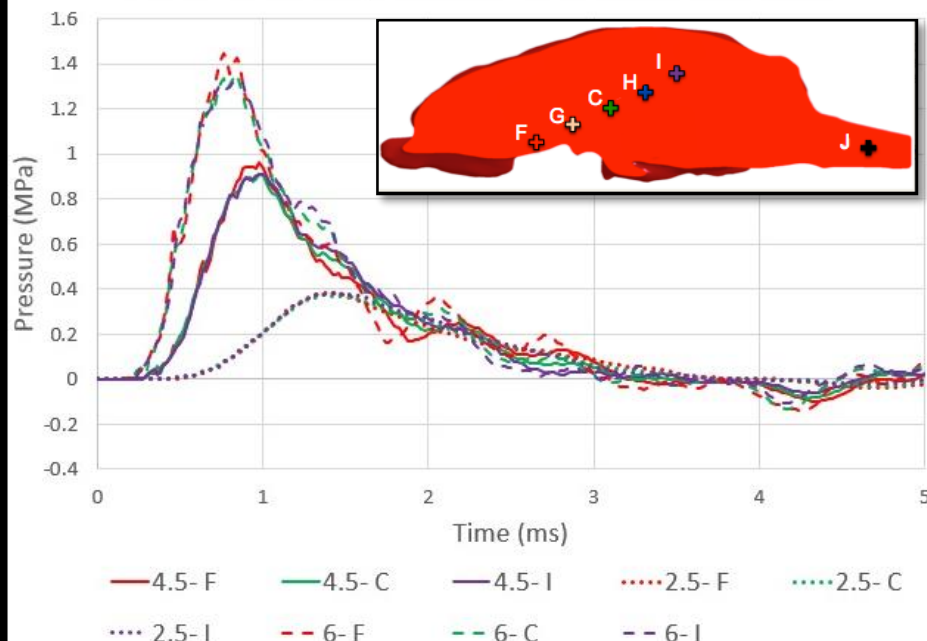 1.6
1.4
1.2
1
0.8
0.6
0.4
0.2
0
-0.2
-0.4
Pressure (MPa)
I
H
C
G
F
J
0 1 2 3 4 5
Time (ms)
4.5- F 4.5- C 4.5- I 2.5- F 2.5- C
2.5- I 6- F 6- C 6- I